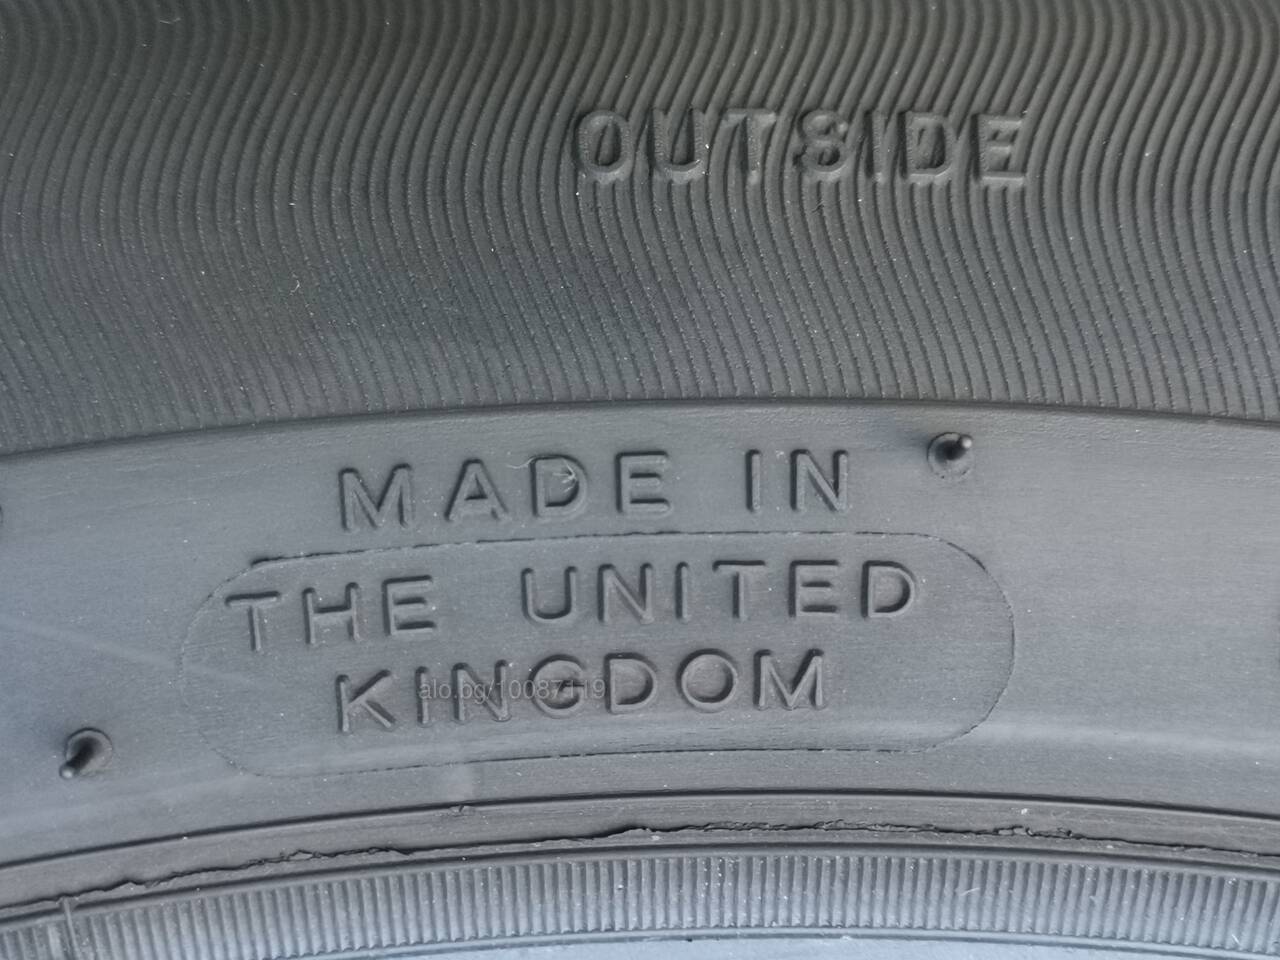 OUTSIDE
MADE IN
THE UNITED
KINGDOM
alo.bg/10087119